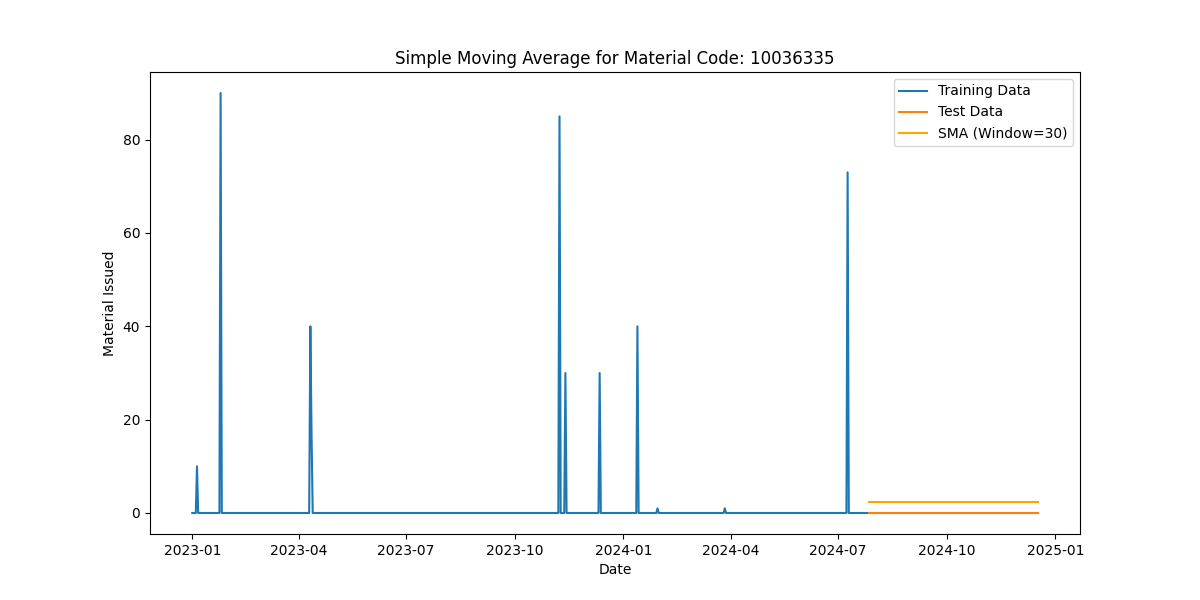 Simple Moving Average for Material Code: 10036335
Training Data
Test Data
SMA (Window=30)
Material Issued
80
60
40
20
0
2023-01 2023-04 2023-07 2023-10 2024-01 2024-04 2024-07 2024-10 2025-01
Date